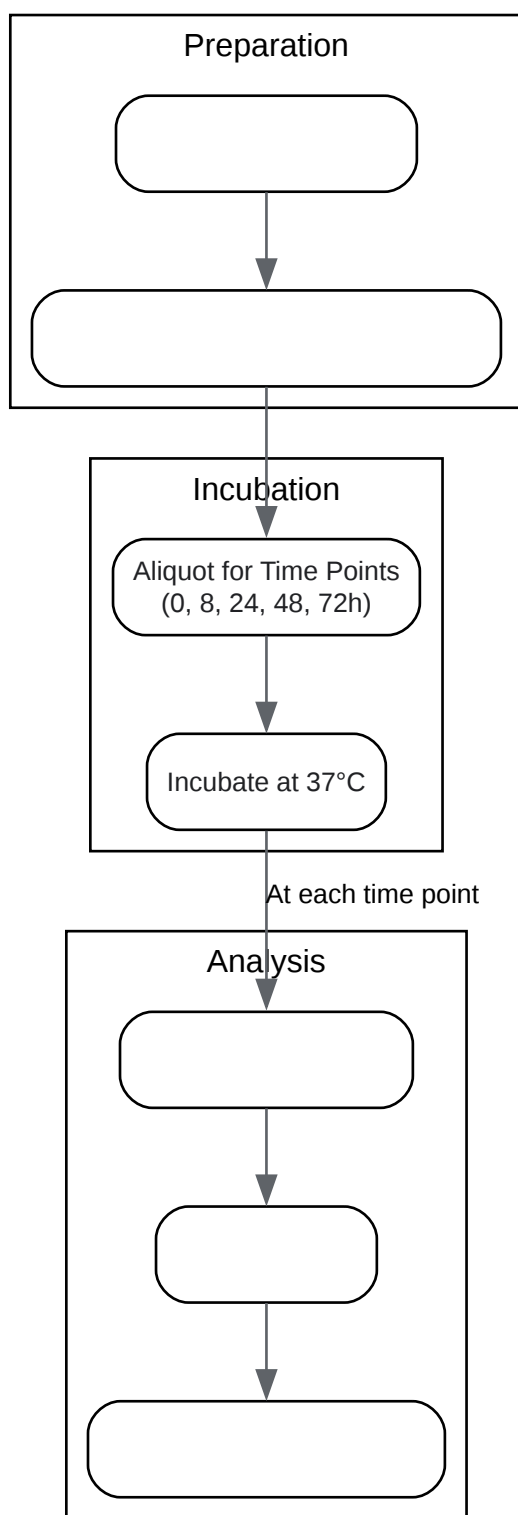 Preparation
Incubation
Aliquot for Time Points
(0, 8, 24, 48, 72h)
Incubate at 37°C
At each time point
Analysis